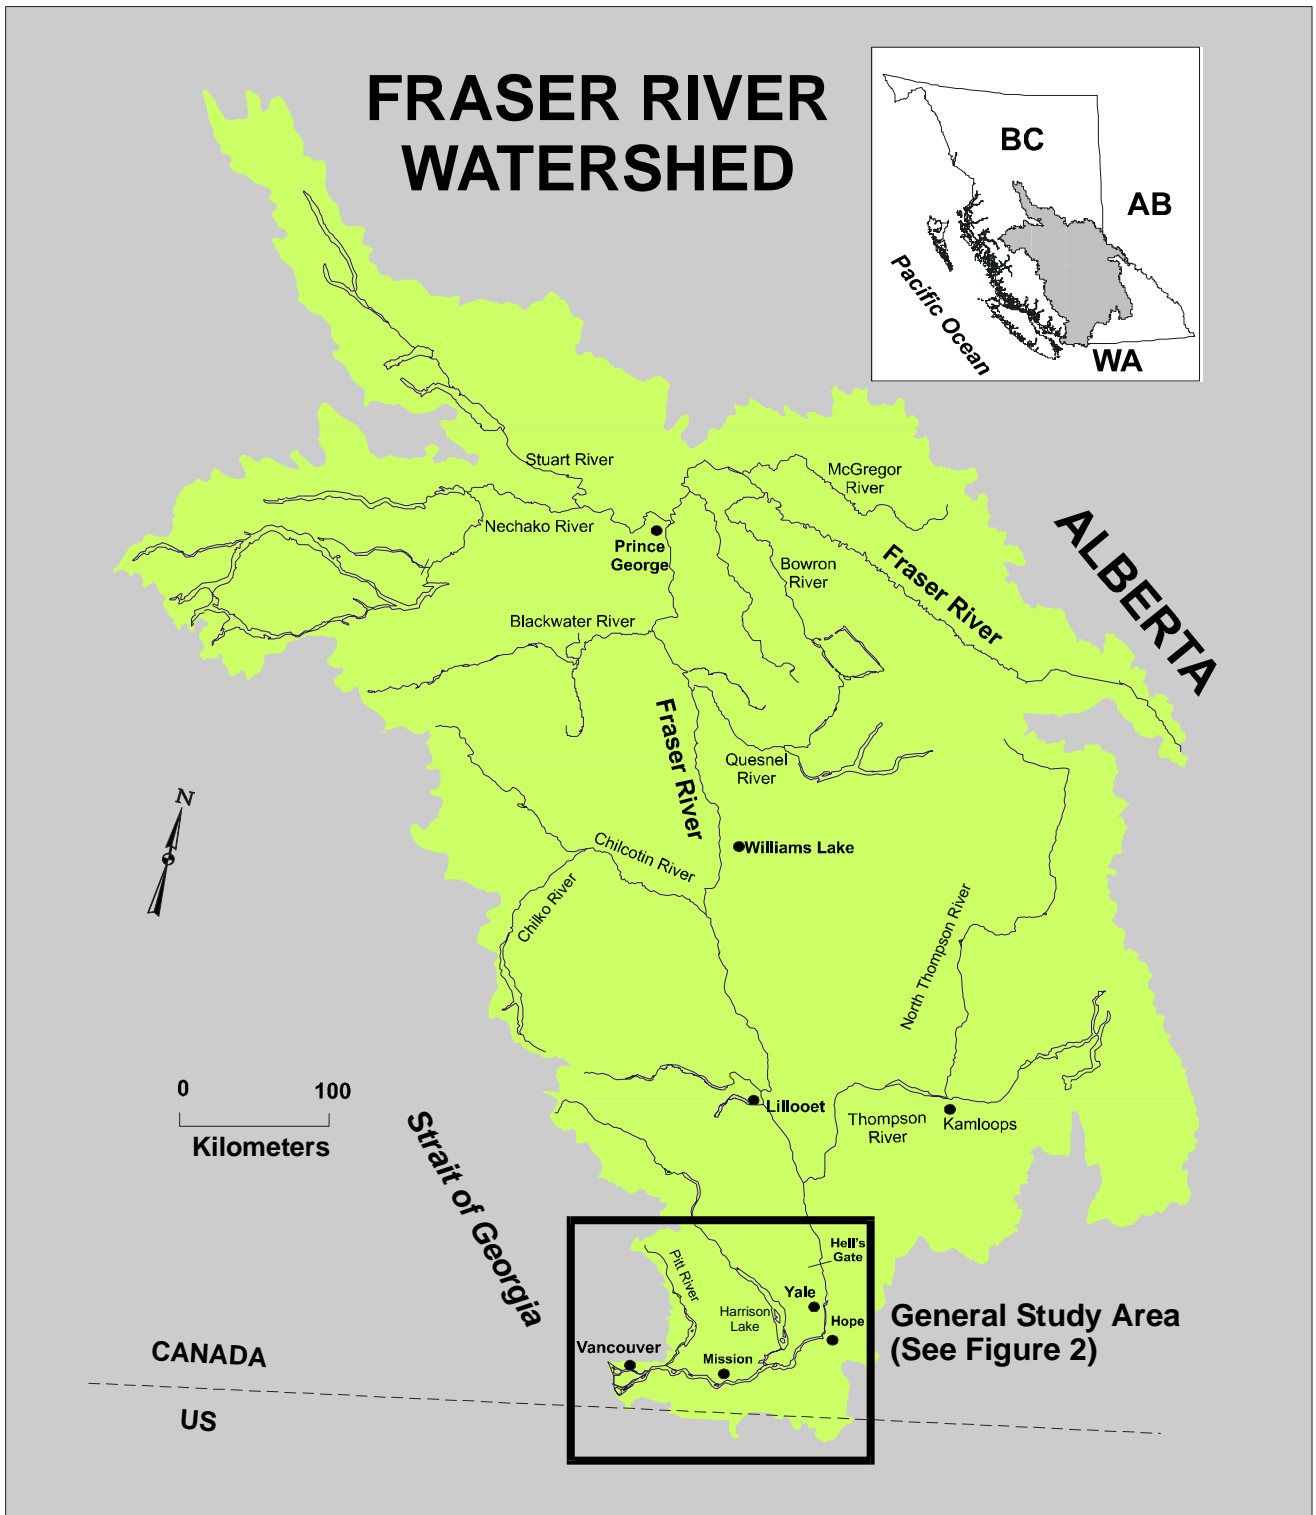 FRASER RIVER
WATERSHED
BC
AB
Pacific Ocean
WA
Stuart River
McGregor
River
Nechako River
Prince
George
Bowron
River
Fraser River
ALBERTA
Blackwater River
Fraser River
Quesnel
River
N
Williams Lake
Chilcotin River
Chilko River
North Thompson River
0 100
Kilometers
Lillooet
Thompson
River
Kamloops
Strait of Georgia
Hell's
Gate
Pitt River
Yale
Harrison
Lake
Hope
General Study Area
(See Figure 2)
Vancouver
Mission
CANADA
US